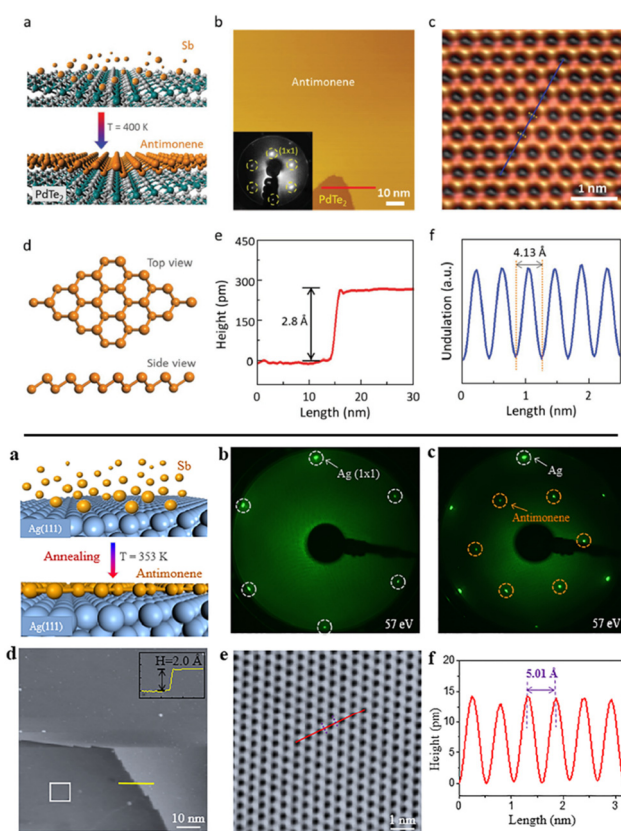 a
Sb
T = 400 K
Antimonene
PdTe2
b
Antimonene
(1x1)
PdTe2
10 nm
c
1 nm
d
Top view
Side view
e
Height (pm)
450
300
150
0
2.8 Å
0 10 20 30
Length (nm)
f
Undulation (a.u.)
4.13 Å
0 1 2
Length (nm)
a
Sb
Ag(111)
Annealing
T = 353 K
Antimonene
Ag(111)
b
Ag (1x1)
57 eV
c
Ag
Antimonene
57 eV
d
H=2.0 Å
10 nm
e
1 nm
f
Height (pm)
20
15
10
5
0
5.01 Å
0 1 2 3
Length (nm)